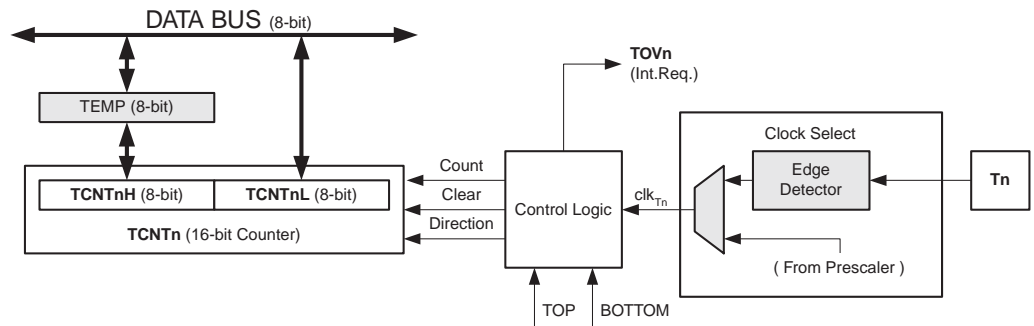 DATA BUS (8-bit)
TOVn
(Int.Req.)
TEMP (8-bit)
Clock Select
Count
Edge
Detector
Tn
TCNTnH (8-bit) TCNTnL (8-bit)
Clear
Control Logic
clkTn
TCNTn (16-bit Counter)
Direction
( From Prescaler )
TOP
BOTTOM